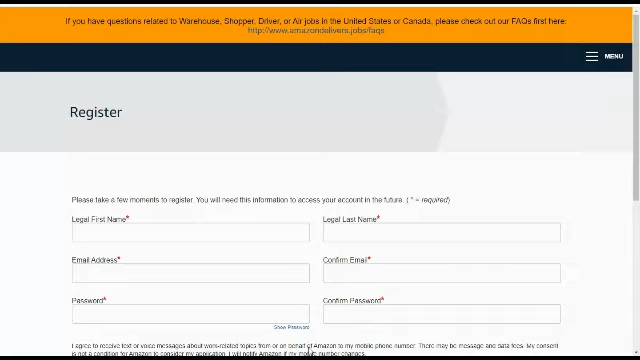 If you have questions related to Warehouse, Shopper, Driver, or Air jobs in the United States or Canada, please check out our FAQs first here:
http://www.amazondelivers.jobs/faqs
MENU
Register
Please take a few moments to register. You will need this information to access your account in the future. ( * = required)
Legal First Name* Legal Last Name*
Email Address* Confirm Email*
Password* Confirm Password*
Show Password
I agree to receive text or voice messages about work-related topics from or on behalf of Amazon to my mobile phone number. There may be message and data fees. My consent
is not a condition for Amazon to consider my application. I will notify Amazon if my mobile number changes.